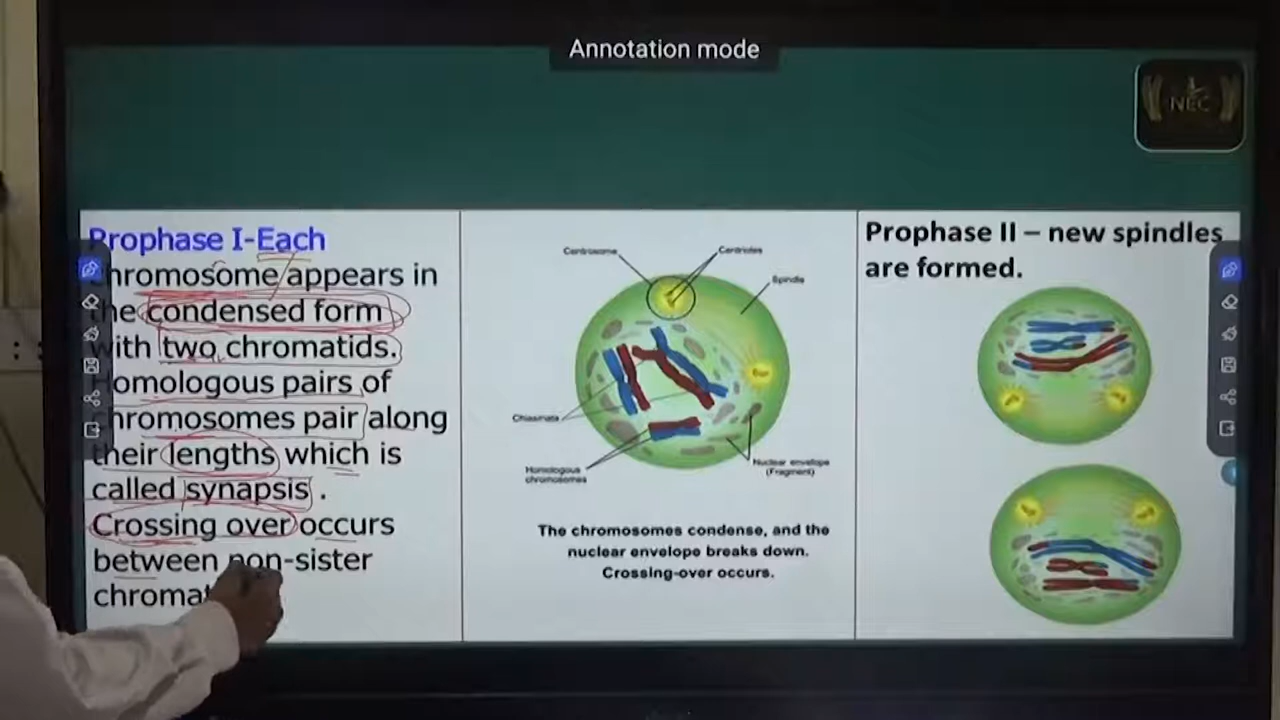 Annotation mode
NEC
Prophase I-Each
chromosome appears in
the condensed form
with two chromatids.
Homologous pairs of
chromosomes pair along
their lengths which is
called synapsis .
Crossing over occurs
between non-sister
Centrosome
Centrioles
Spindle
Chiasmata
Homologous
chromosomes
Nuclear envelope
(Fragment)
The chromosomes condense, and the
nuclear envelope breaks down.
Crossing-over occurs.
Prophase II – new spindles
are formed.